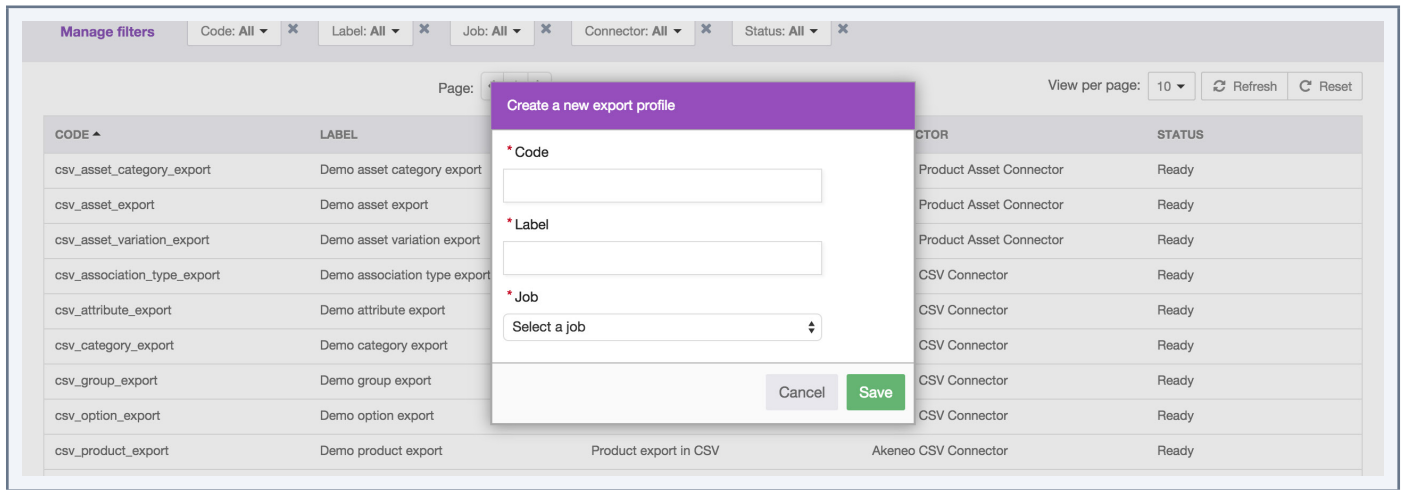 Manage filters Code: All Label: All Job: All Connector: All Status: All
Page: View per page: 10 Refresh Reset
Create a new export profile
CODE LABEL CTOR STATUS
* Code
csv_asset_category_export Demo asset category export Product Asset Connector Ready
csv_asset_export Demo asset export Product Asset Connector Ready
* Label
csv_asset_variation_export Demo asset variation export Product Asset Connector Ready
csv_association_type_export Demo association type export CSV Connector Ready
* Job
csv_attribute_export Demo attribute export CSV Connector Ready
Select a job
csv_category_export Demo category export CSV Connector Ready
csv_group_export Demo group export CSV Connector Ready
Cancel Save
csv_option_export Demo option export CSV Connector Ready
csv_product_export Demo product export Product export in CSV Akeneo CSV Connector Ready